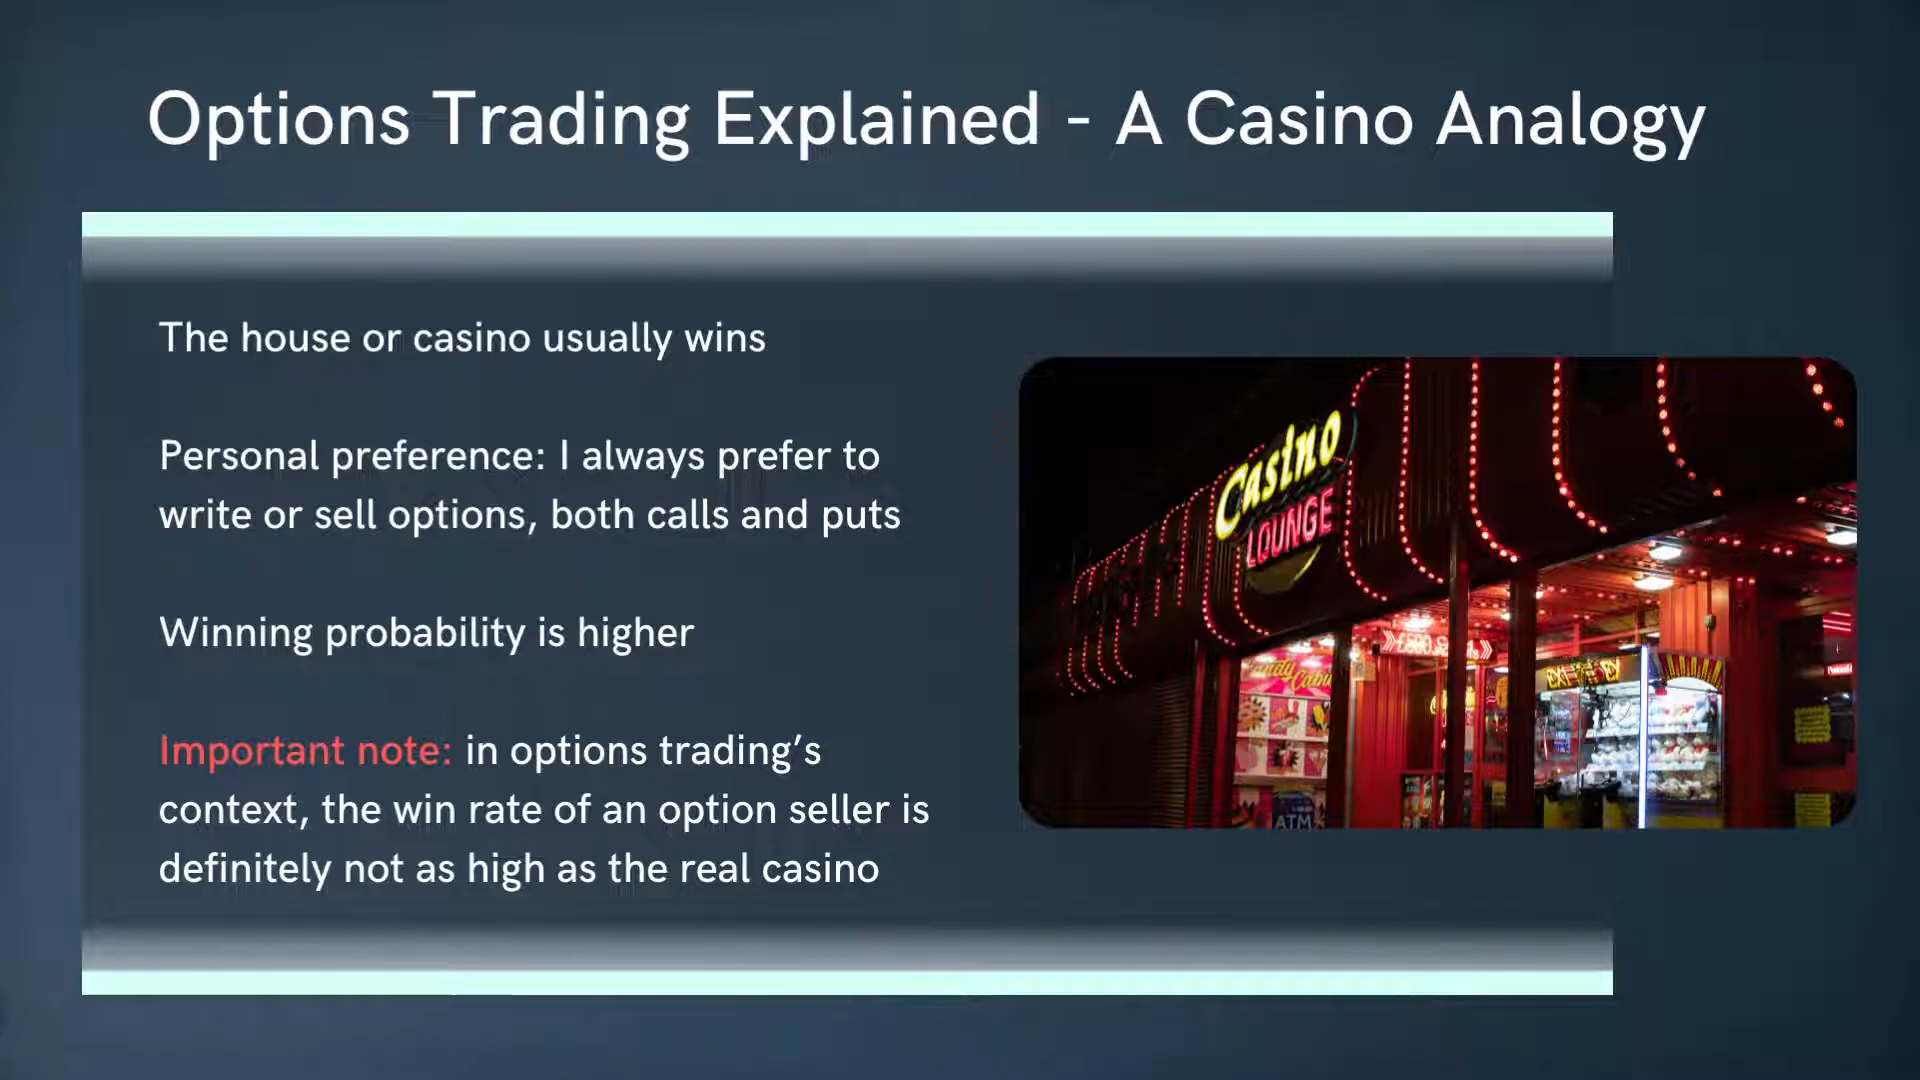 Options Trading Explained - A Casino Analogy
The house or casino usually wins
Personal preference: I always prefer to
write or sell options, both calls and puts
Winning probability is higher
Important note: in options trading’s
context, the win rate of an option seller is
definitely not as high as the real casino
Casino
LOUNGE
ATM